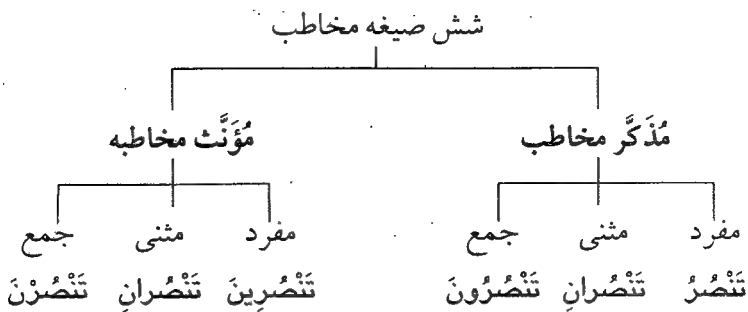 شش صیغه مخاطب
مُذَکَّر مخاطب مُؤَنَّث مخاطبه
مفرد مثنی جمع مفرد مثنی جمع
تَنْصُرُ تَنْصُرانِ تَنْصُرُونَ تَنْصُرِینَ تَنْصُرانِ تَنْصُرْنَ